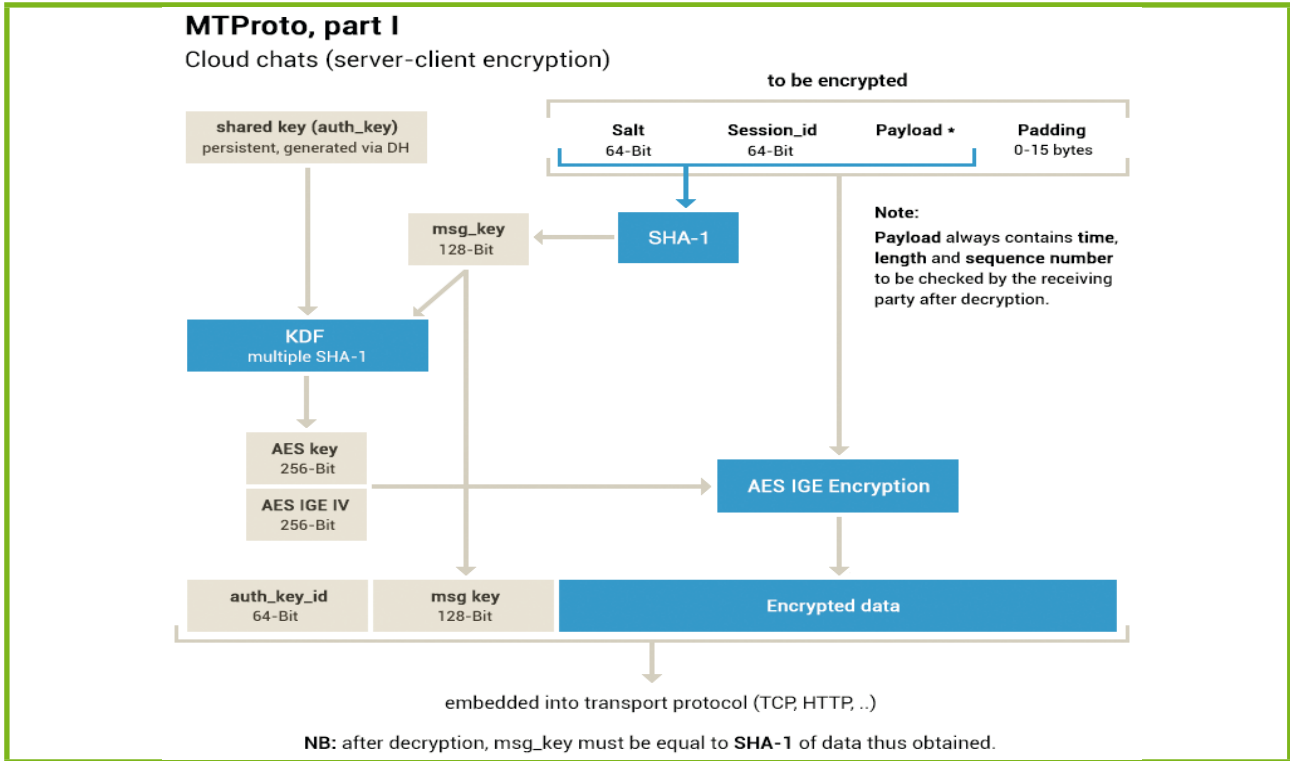 MTProto, part I
Cloud chats (server-client encryption)
to be encrypted
shared key (auth_key)
persistent, generated via DH
Salt
64-Bit
Session_id
64-Bit
Payload *
Padding
0-15 bytes
msg_key
128-Bit
SHA-1
Note:
Payload always contains time,
length and sequence number
to be checked by the receiving
party after decryption.
KDF
multiple SHA-1
AES key
256-Bit
AES IGE IV
256-Bit
AES IGE Encryption
auth_key_id
64-Bit
msg key
128-Bit
Encrypted data
embedded into transport protocol (TCP, HTTP, ..)
NB: after decryption, msg_key must be equal to SHA-1 of data thus obtained.